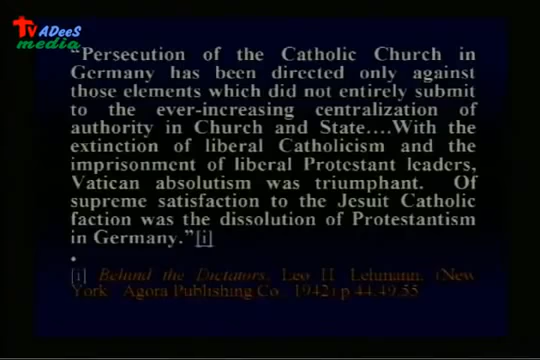 TV ADeeS
media
“Persecution of the Catholic Church in
Germany has been directed only against
those elements which did not entirely submit
to the ever-increasing centralization of
authority in Church and State....With the
extinction of liberal Catholicism and the
imprisonment of liberal Protestant leaders,
Vatican absolutism was triumphant. Of
supreme satisfaction to the Jesuit Catholic
faction was the dissolution of Protestantism
in Germany.”[i]
•
[i] Behind the Dictators, Leo H. Lehmann, (New
York Agora Publishing Co., 1942) p 44,49,55